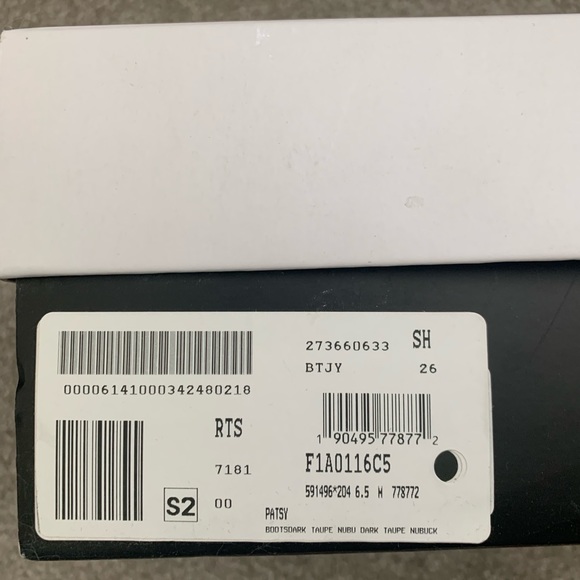 273660633 SH
BTJY 26
00006141000342480218
RTS
1 90495 77877 2
7181
F1A0116C5
S2 00
591496*204 6.5 M 778772
PATSY
BOOTSDARK TAUPE NUBU DARK TAUPE NUBUCK